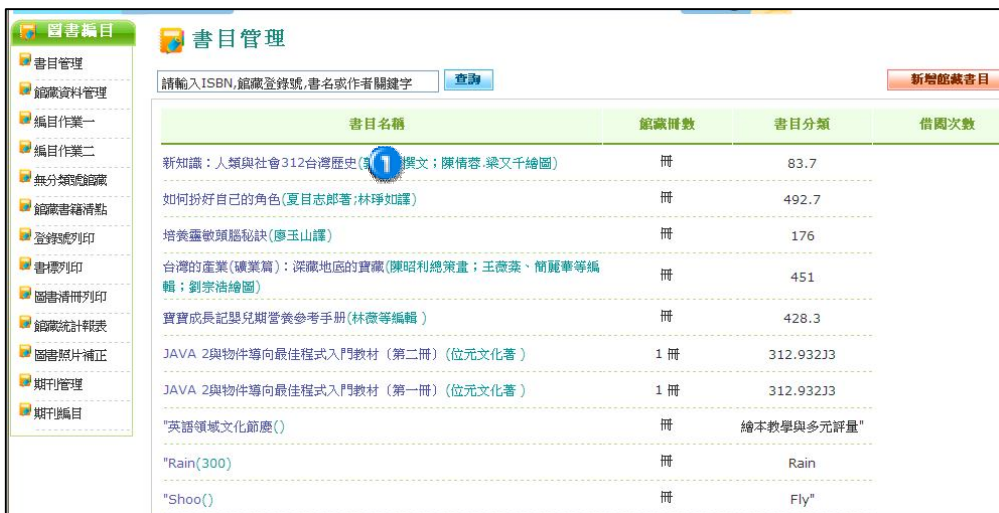 圖書編目
書目管理
館藏資料管理
編目作業一
編目作業二
無分類號館藏
館藏書籍清點
登錄號列印
書標列印
圖書清冊列印
館藏統計報表
圖書照片補正
期刊管理
期刊編目
書目管理
請輸入ISBN,館藏登錄號,書名或作者關鍵字 查詢 新增館藏書目
書目名稱 館藏冊數 書目分類 借閱次數
新知識：人類與社會312台灣歷史( 1 撰文；陳情蓉.梁又千繪圖) 冊 83.7
如何扮好自己的角色(夏目志郎著;林琤如譯) 冊 492.7
培養靈敏頭腦秘訣(廖玉山譯) 冊 176
台灣的產業(礦業篇)：深藏地底的寶藏(陳昭利總策畫；王薇蓁、簡麗華等編
輯；劉宗浩繪圖) 冊 451
寶寶成長記嬰兒期營養參考手册(林薇等編輯 ) 冊 428.3
JAVA 2與物件導向最佳程式入門教材〔第二冊〕(位元文化著 ) 1 冊 312.932J3
JAVA 2與物件導向最佳程式入門教材〔第一冊〕(位元文化著 ) 1 冊 312.932J3
"英語領域文化節慶() 冊 繪本教學與多元評量"
"Rain(300) 冊 Rain
"Shoo() 冊 Fly"